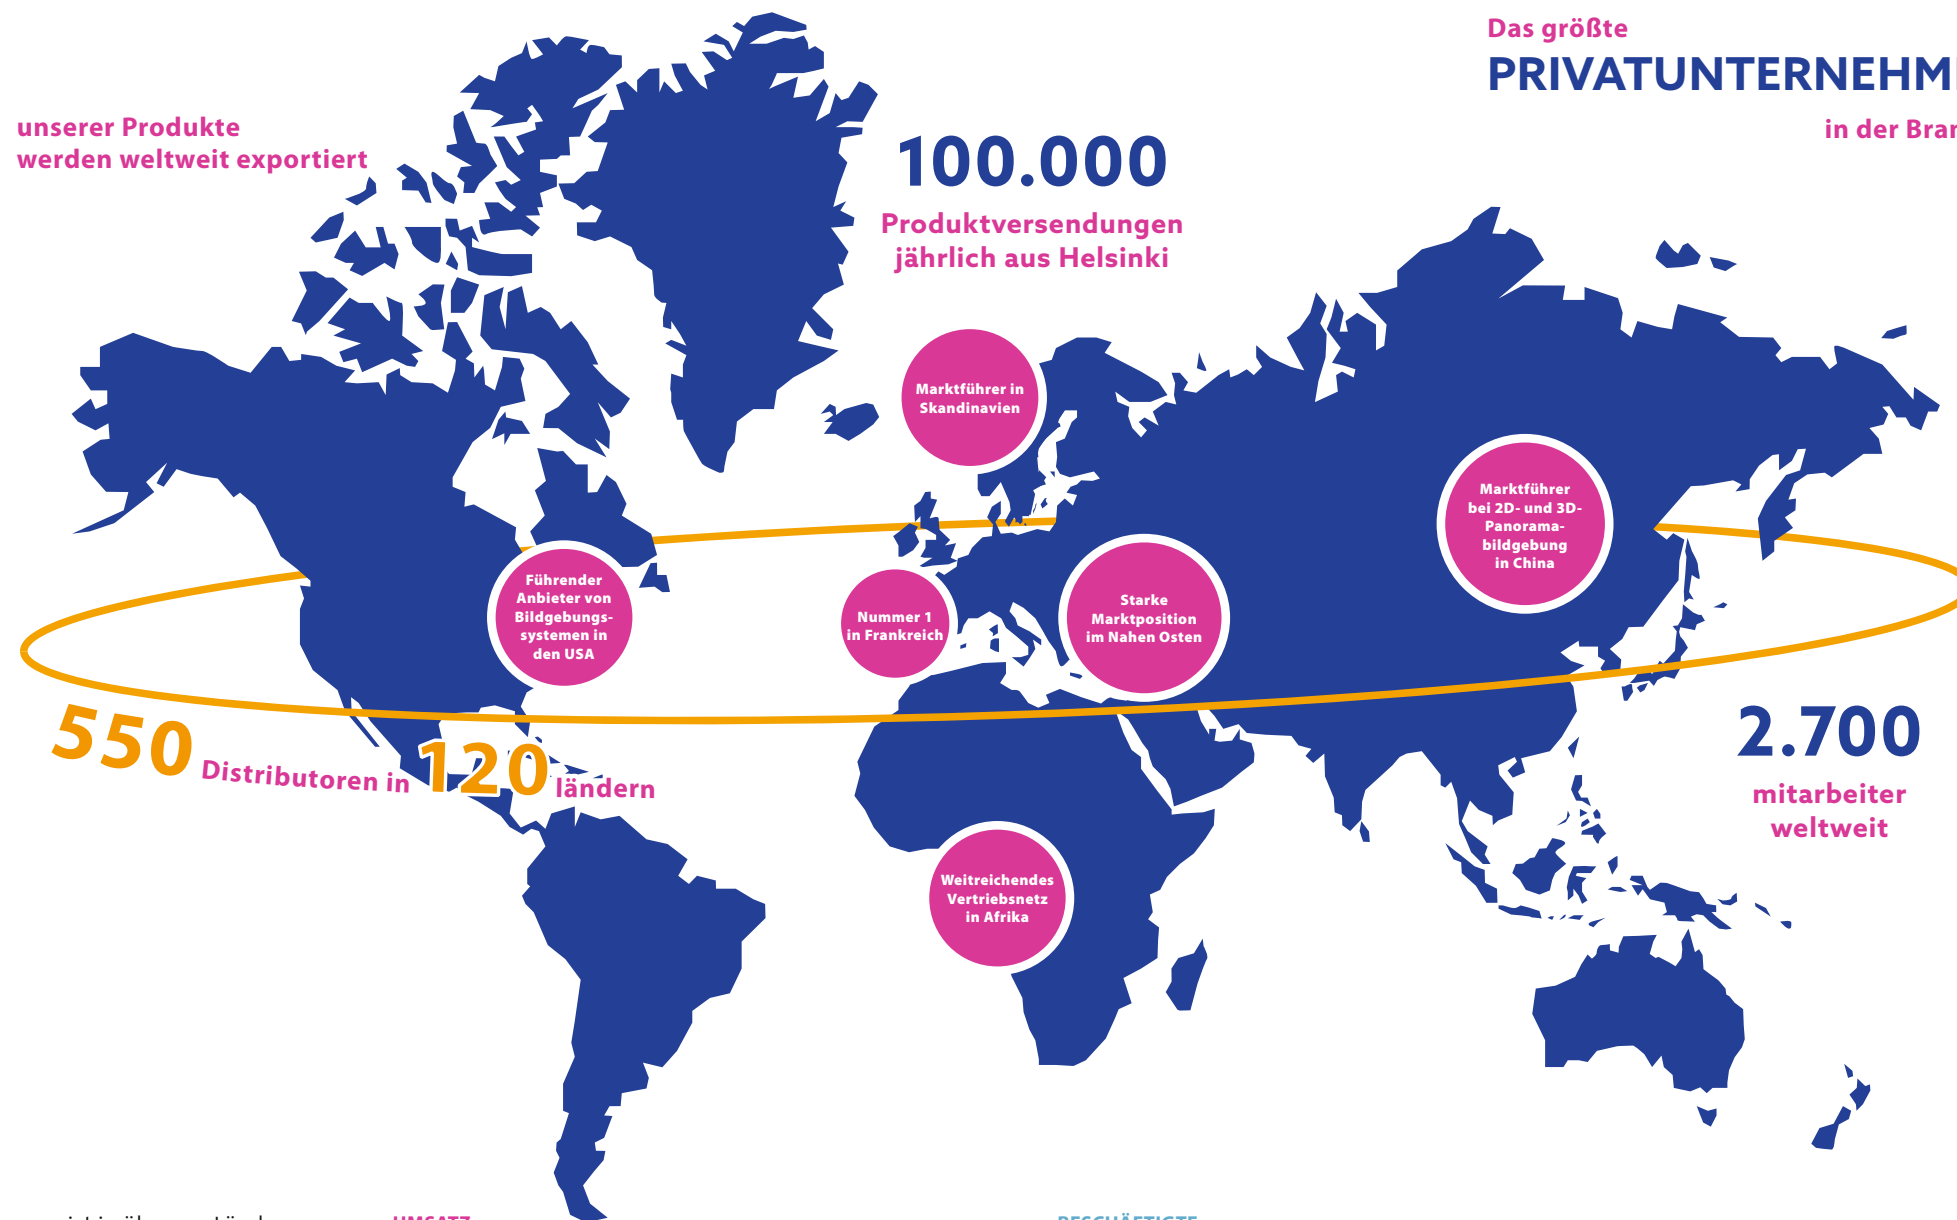 Das größte
unserer Produkte
werden weltweit exportiert
in der
100.000
Produktversendungen
jährlich aus Helsinki
Marktführer in
Skandinavien
Marktführer
bei 2D- und 3D-
Panorama-
bildgebung
in China
Führender
Anbieter von
Bildgebungs-
systemen in
den USA
Nummer 1
in Frankreich
Starke
Marktposition
im Nahen Osten
550 Distributoren in 120 ländern
2.700
mitarbeiter
weltweit
Weitreichendes
Vertriebsnetz
in Afrika
UMSATZ
BESCHÄFTIGTE